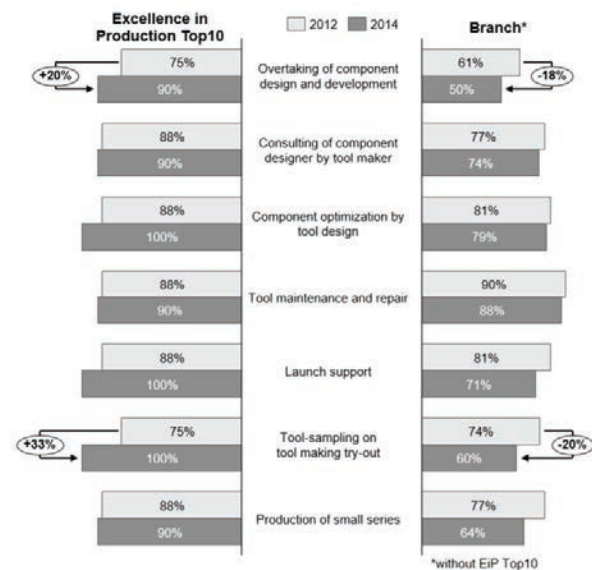 Excellence in
Production Top10
2012
2014
Branch*
75%
+20%
90%
Overtaking of component
design and development
61%
-18%
50%
88%
90%
Consulting of component
designer by tool maker
77%
74%
88%
100%
Component optimization by
tool design
81%
79%
88%
90%
Tool maintenance and repair
90%
88%
88%
100%
Launch support
81%
71%
75%
+33%
100%
Tool-sampling on
tool making try-out
74%
-20%
60%
88%
90%
Production of small series
77%
64%
*without EiP Top10